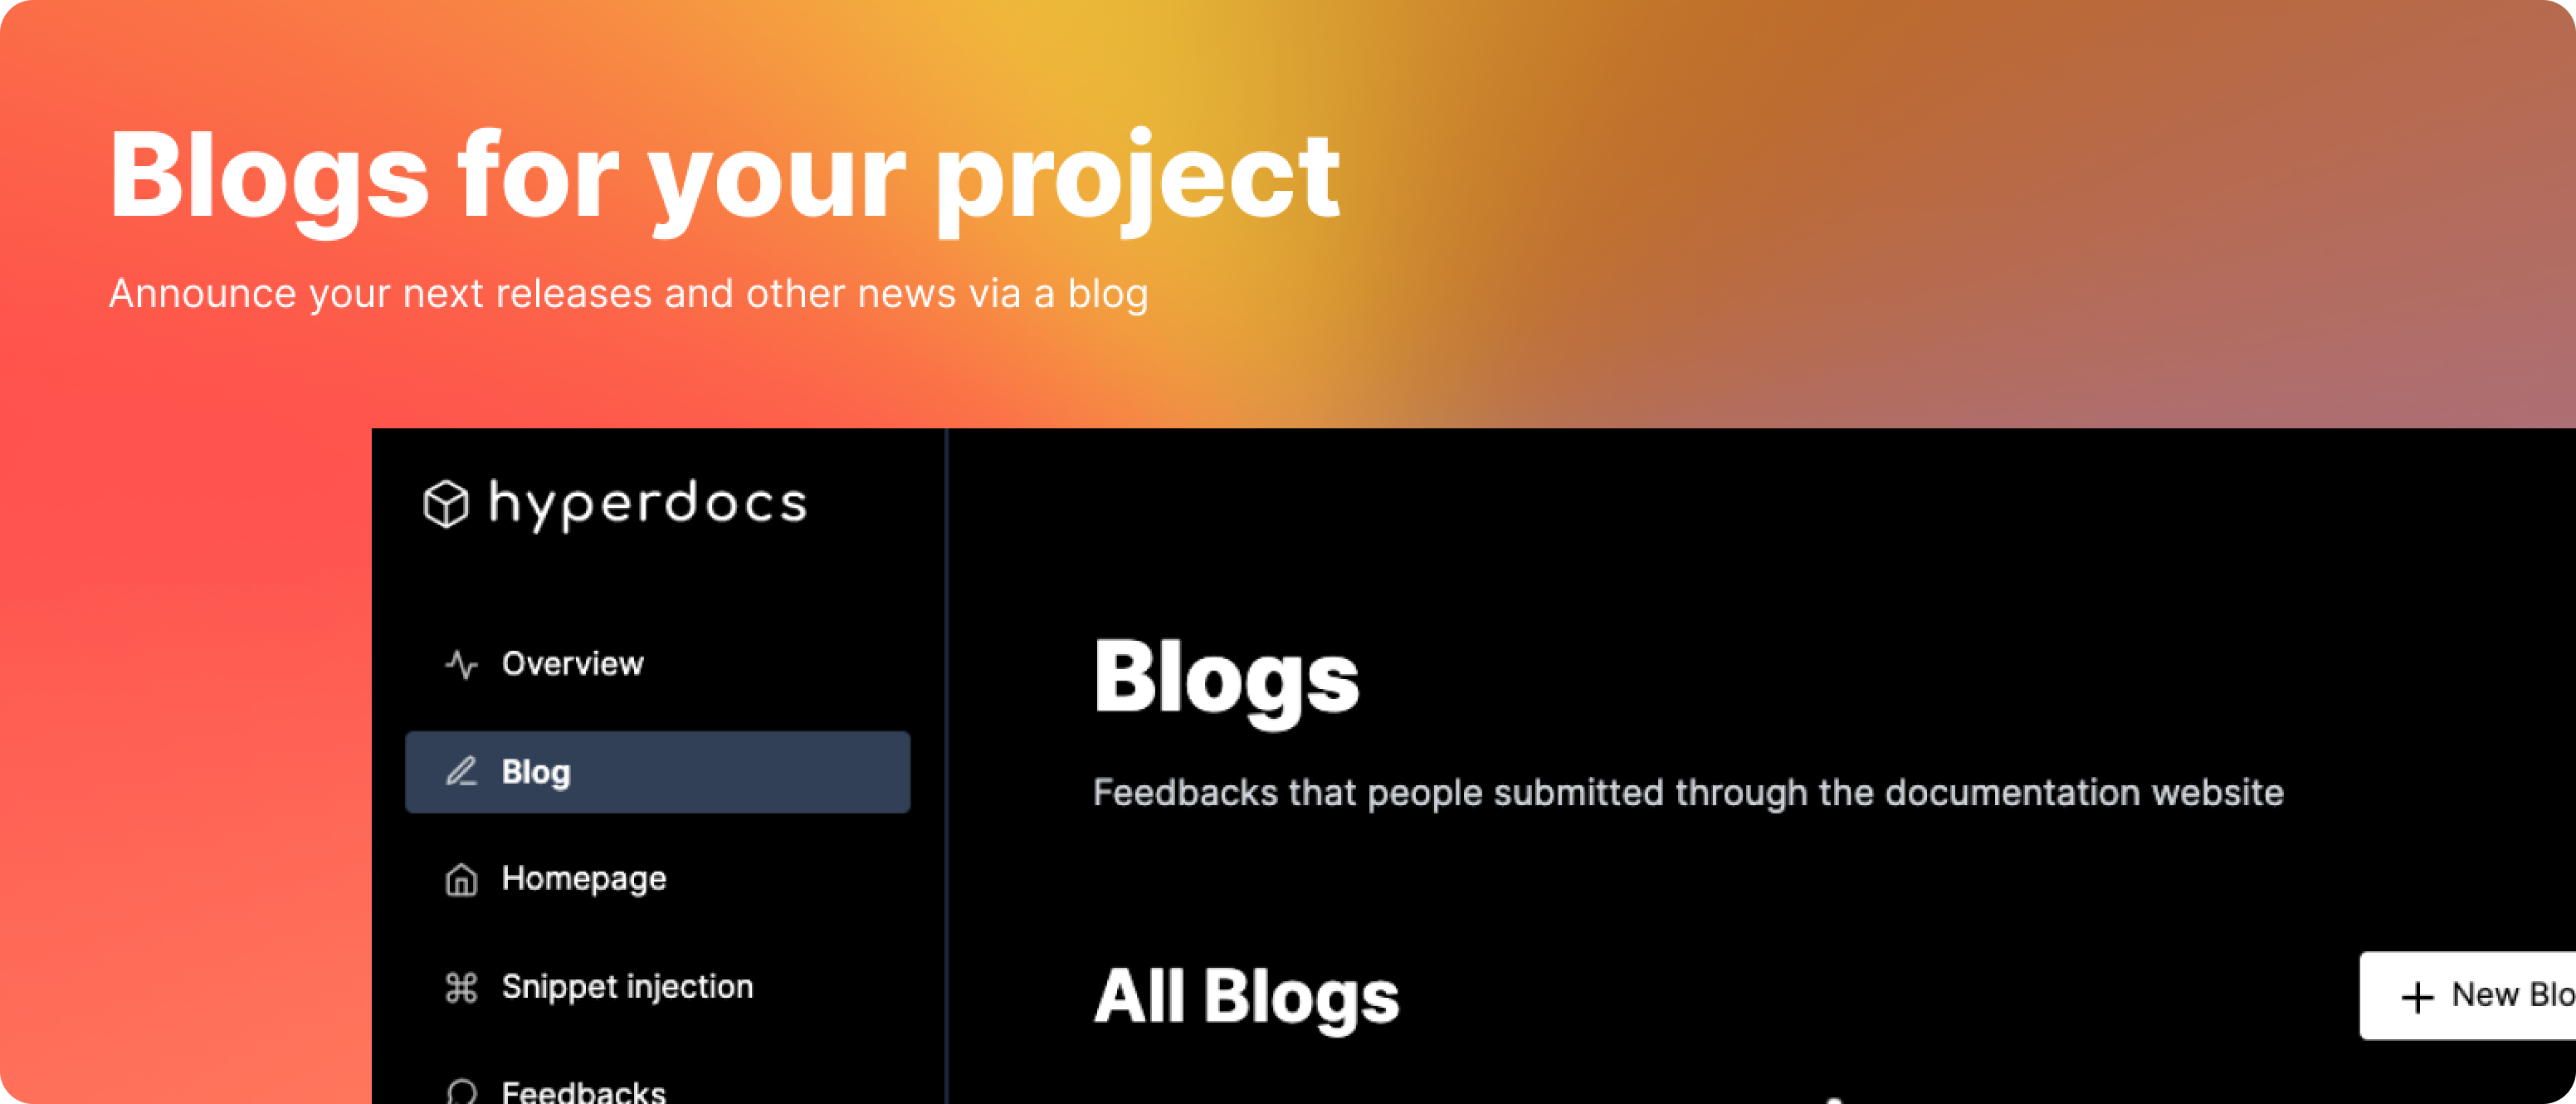 Blogs for your project
Announce your next releases and other news via a blog
hyperdocs
Overview
Blog
Homepage
Snippet injection
Feedbacks
Blogs
Feedbacks that people submitted through the documentation website
All Blogs
New Blo